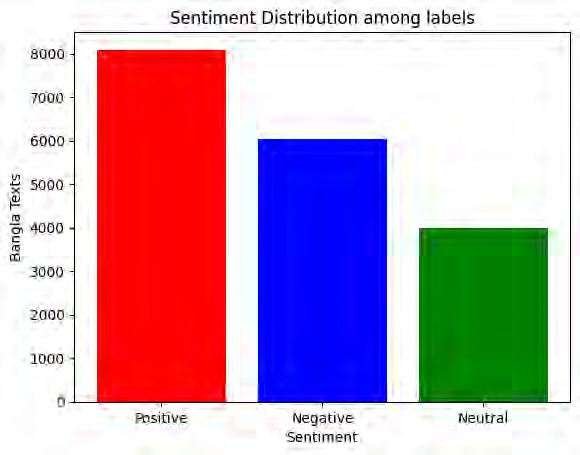 Sentiment Distribution among labels
8000
7000
6000
5000
4000
3000
2000
1000
0
Bangla Texts
Positive Negative Neutral
Sentiment